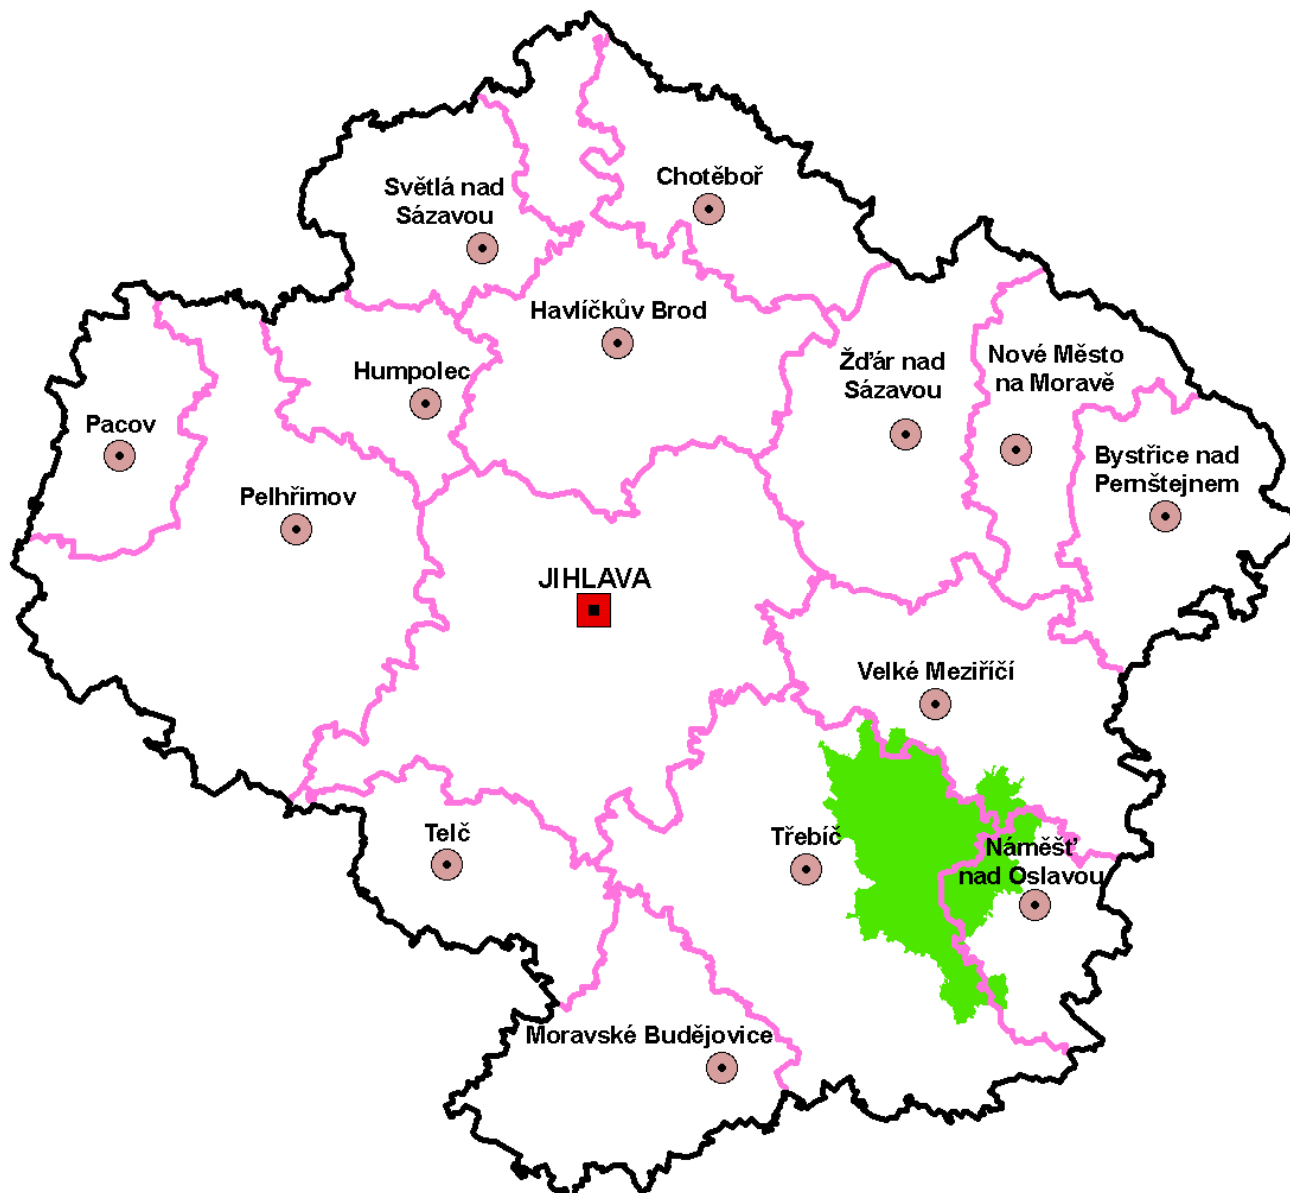 Chotěboř
Světlá nad
Sázavou
Havlíčkův Brod
Žďár nad
Sázavou
Nové Město
na Moravě
Humpolec
Pacov
Bystřice nad
Pernštejnem
Pelhřimov
JIHLAVA
Velké Meziříčí
Telč
Třebíč
Náměšť
nad Oslavou
Moravské Budějovice